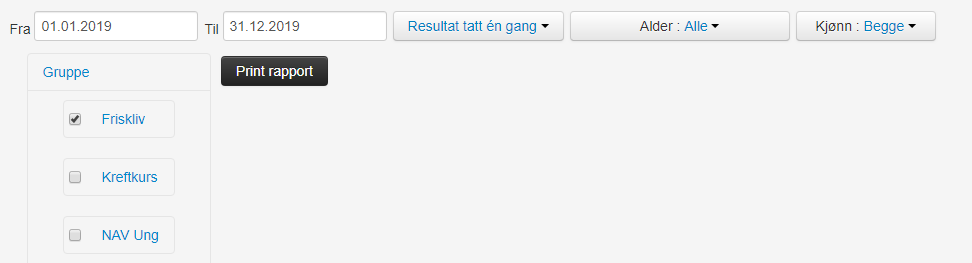 Fra 01.01.2019 Til 31.12.2019 Resultat tatt én gang Alder : Alle Kjønn : Begge
Gruppe Print rapport
Friskliv
Kreftkurs
NAV Ung